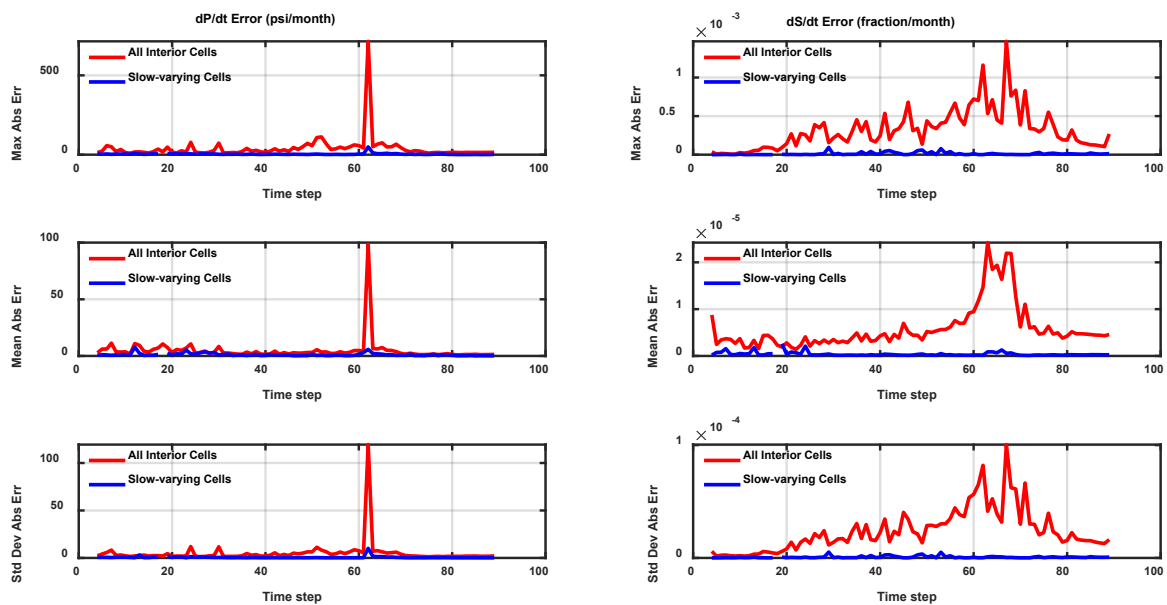 dP/dt Error (psi/month)
Max Abs Err
500
0
All Interior Cells
Slow-varying Cells
0 20 40 60 80 100
Time step
Mean Abs Err
100
50
0
All Interior Cells
Slow-varying Cells
0 20 40 60 80 100
Time step
Std Dev Abs Err
100
50
0
All Interior Cells
Slow-varying Cells
0 20 40 60 80 100
Time step
dS/dt Error (fraction/month)
× 10 -3
Max Abs Err
1
0.5
0
All Interior Cells
Slow-varying Cells
0 20 40 60 80 100
Time step
× 10 -5
Mean Abs Err
2
1
0
All Interior Cells
Slow-varying Cells
0 20 40 60 80 100
Time step
× 10 -4
Std Dev Abs Err
1
0
All Interior Cells
Slow-varying Cells
0 20 40 60 80 100
Time step